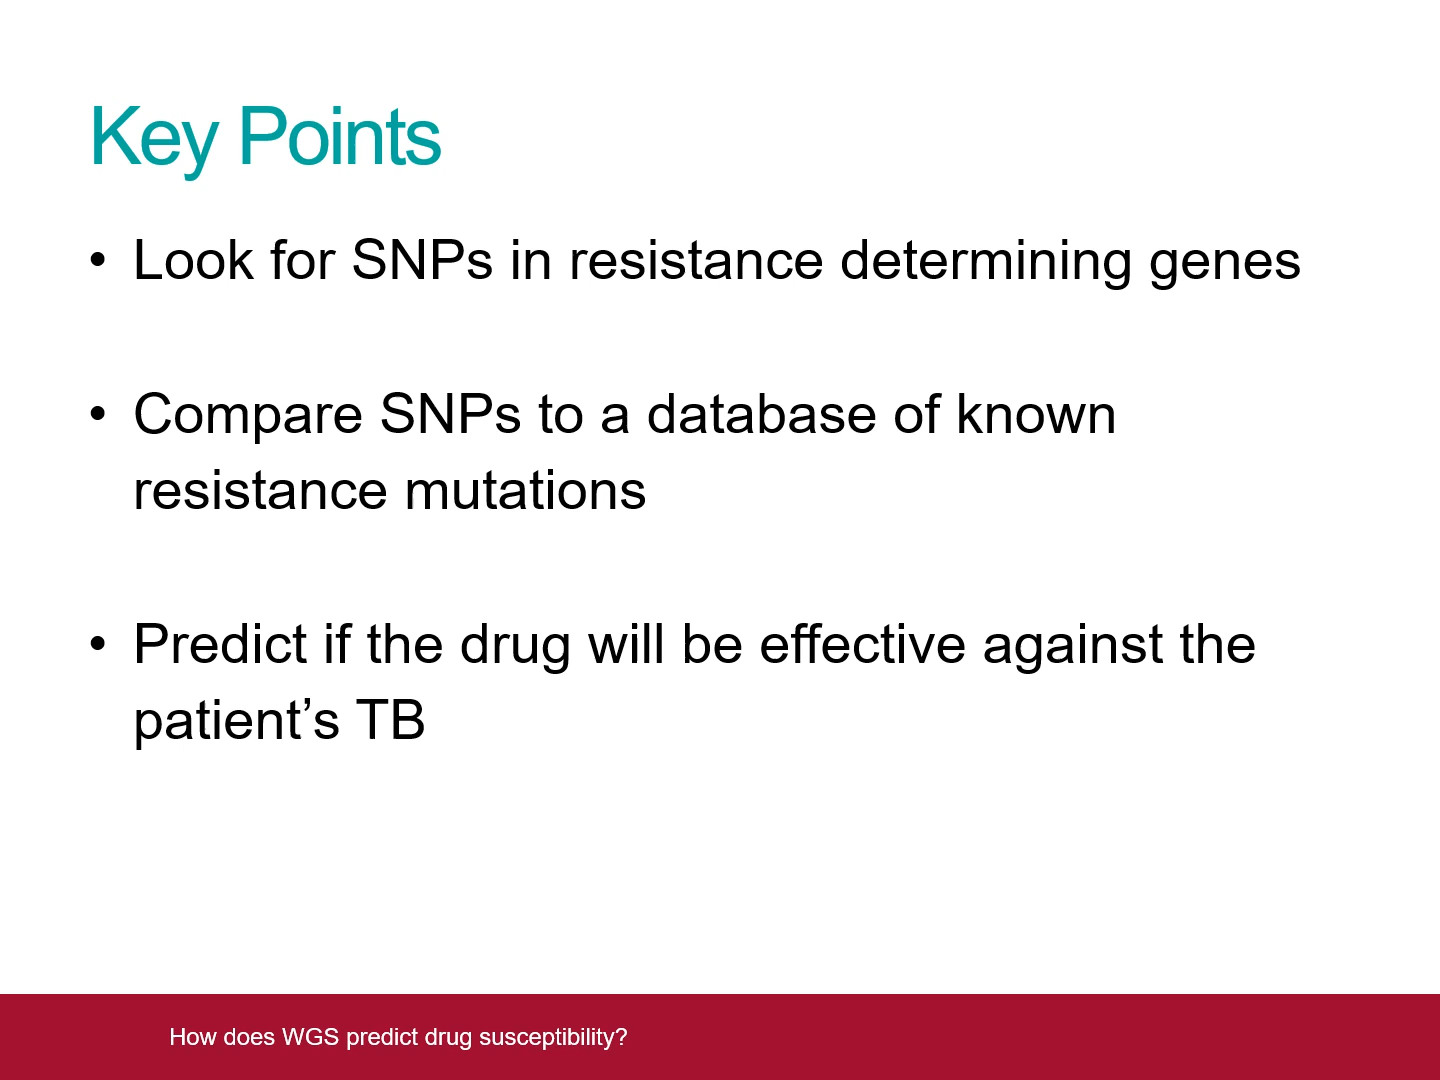 Key Points
• Look for SNPs in resistance determining genes
• Compare SNPs to a database of known
resistance mutations
• Predict if the drug will be effective against the
patient’s TB
How does WGS predict drug susceptibility?